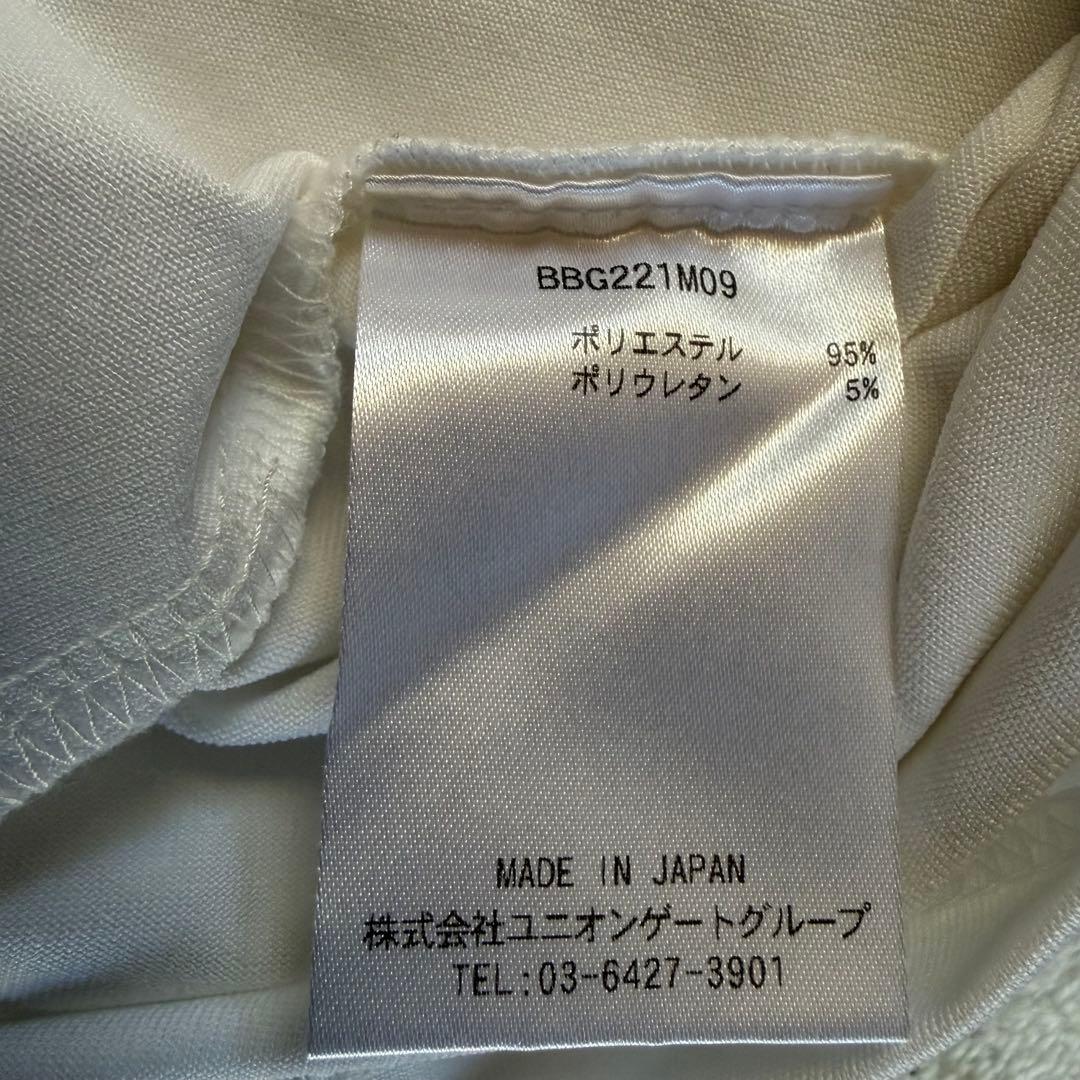 BBG221M09
ポリエステル 95%
ポリウレタン 5%
MADE IN JAPAN
株式会社ユニオンゲートグループ
TEL:03-6427-3901